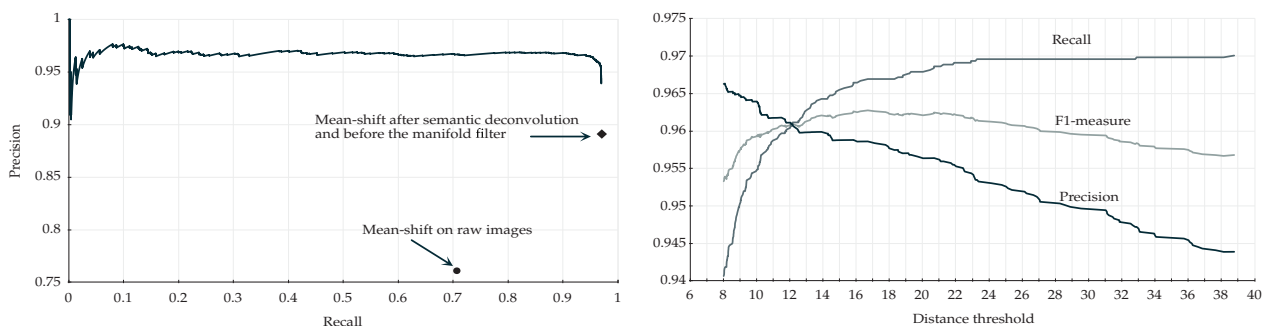 1
0.95
0.9
0.85
0.8
0.75
Precision
Mean-shift after semantic deconvolution
and before the manifold filter
Mean-shift on raw images
0 0.1 0.2 0.3 0.4 0.5 0.6 0.7 0.8 0.9 1
Recall
0.975
0.97
0.965
0.96
0.955
0.95
0.945
0.94
Recall
F1-measure
Precision
6 8 10 12 14 16 18 20 22 24 26 28 30 32 34 36 38 40
Distance threshold